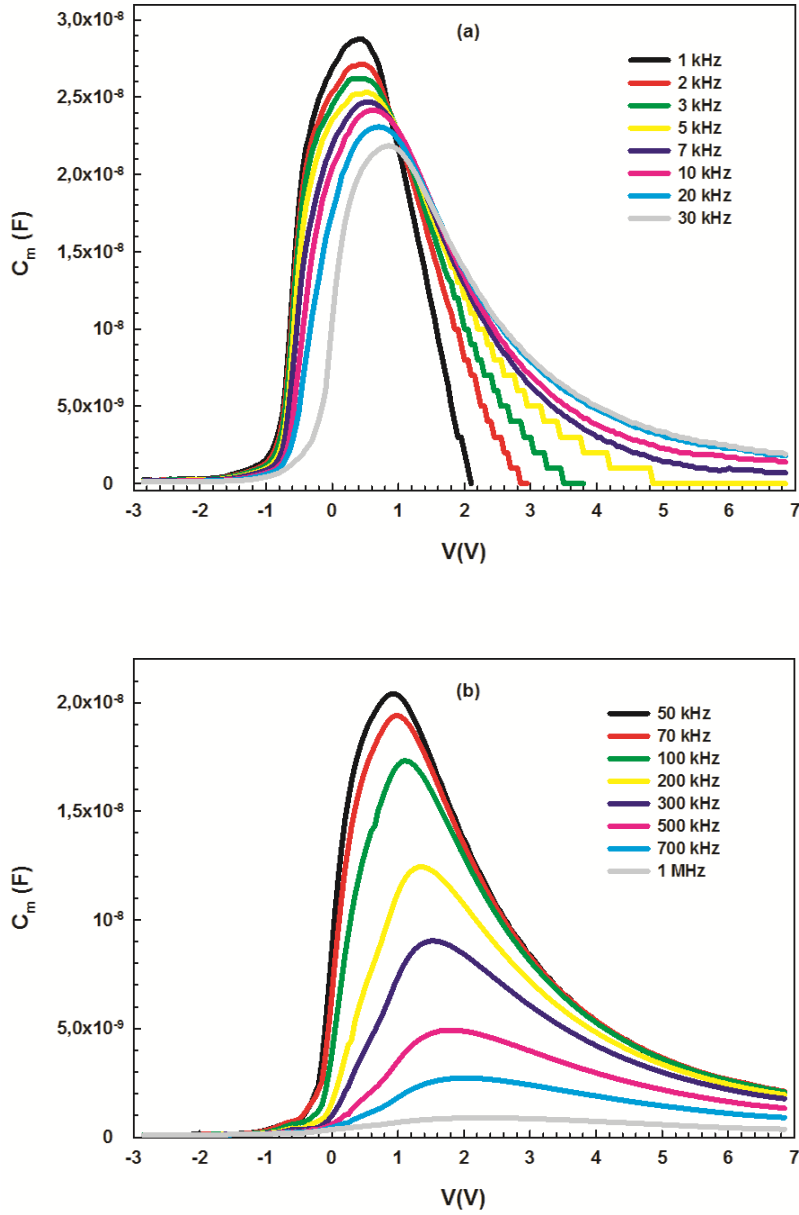 (a)
3,0x10⁻⁸
2,5x10⁻⁸
2,0x10⁻⁸
1,5x10⁻⁸
10⁻⁸
5,0x10⁻⁹
0
Cₘ (F)
1 kHz
2 kHz
3 kHz
5 kHz
7 kHz
10 kHz
20 kHz
30 kHz
-3 -2 -1 0 1 2 3 4 5 6 7
V(V)
(b)
2,0x10⁻⁸
1,5x10⁻⁸
10⁻⁸
5,0x10⁻⁹
0
Cₘ (F)
50 kHz
70 kHz
100 kHz
200 kHz
300 kHz
500 kHz
700 kHz
1 MHz
-3 -2 -1 0 1 2 3 4 5 6 7
V(V)